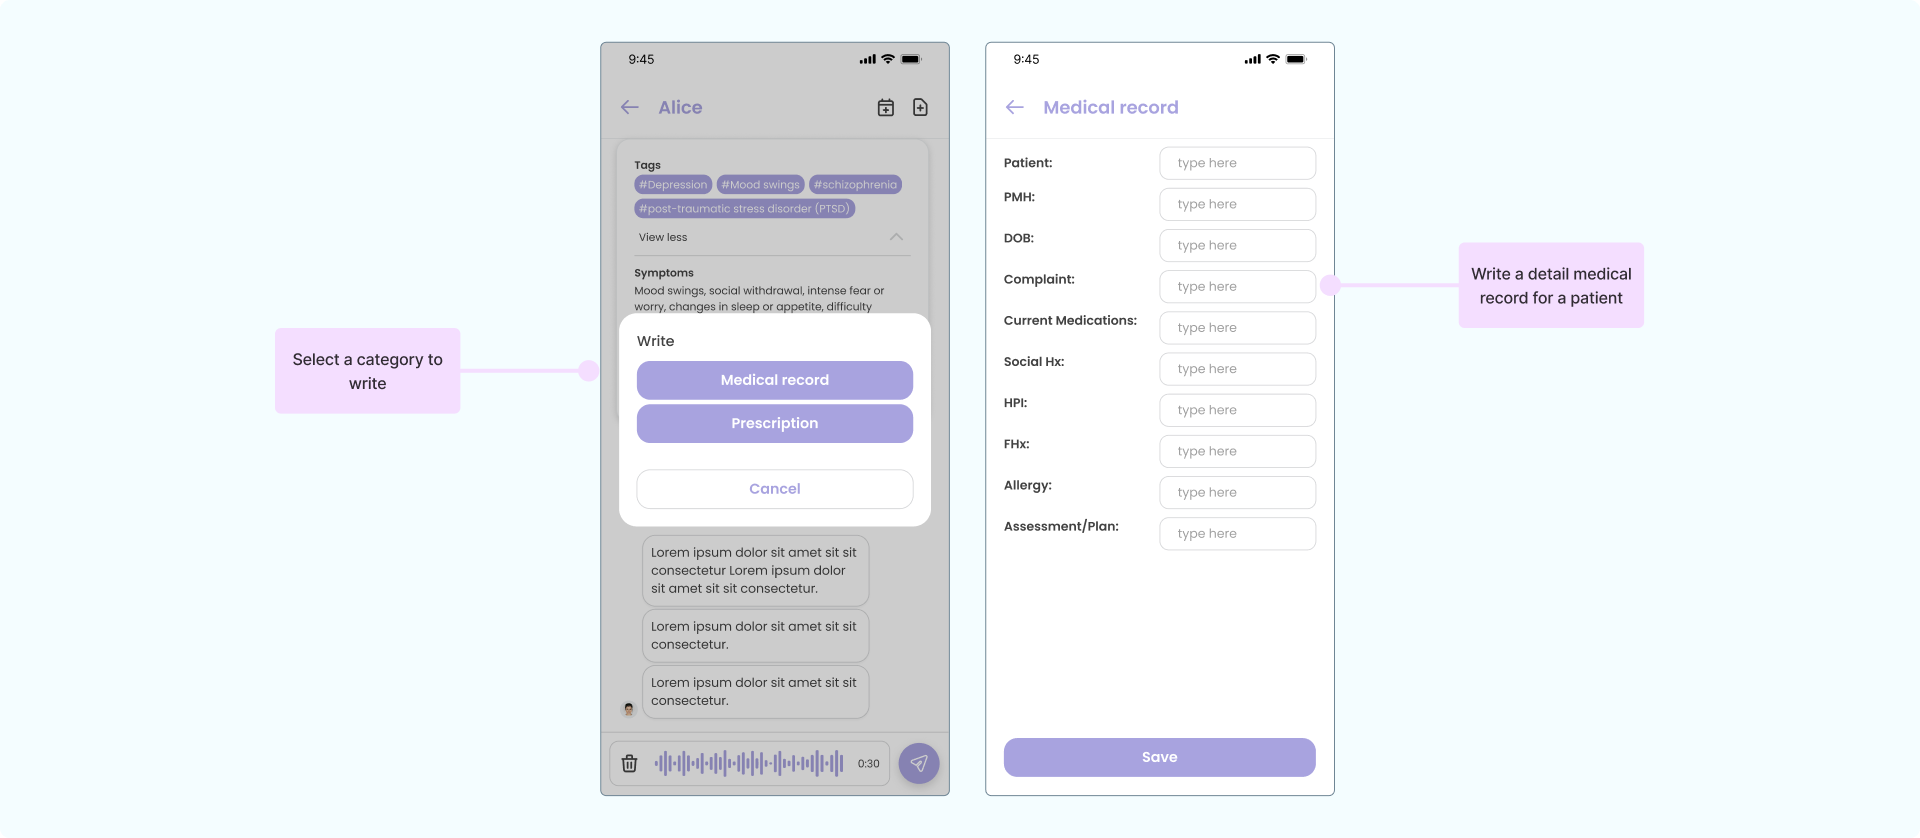 Select a category to
write
9:45
Alice
Tags
#Depression #Mood swings #schizophrenia
#post-traumatic stress disorder (PTSD)
View less
Symptoms
Mood swings, social withdrawal, intense fear or
worry, changes in sleep or appetite, difficulty
Write
Medical record
Prescription
Cancel
Lorem ipsum dolor sit amet sit sit
consectetur Lorem ipsum dolor
sit amet sit sit consectetur.
Lorem ipsum dolor sit amet sit sit
consectetur.
Lorem ipsum dolor sit amet sit sit
consectetur.
0:30
9:45
Medical record
Patient: type here
PMH: type here
DOB: type here
Complaint: type here
Current Medications: type here
Social Hx: type here
HPI: type here
FHx: type here
Allergy: type here
Assessment/Plan: type here
Save
Write a detail medical
record for a patient